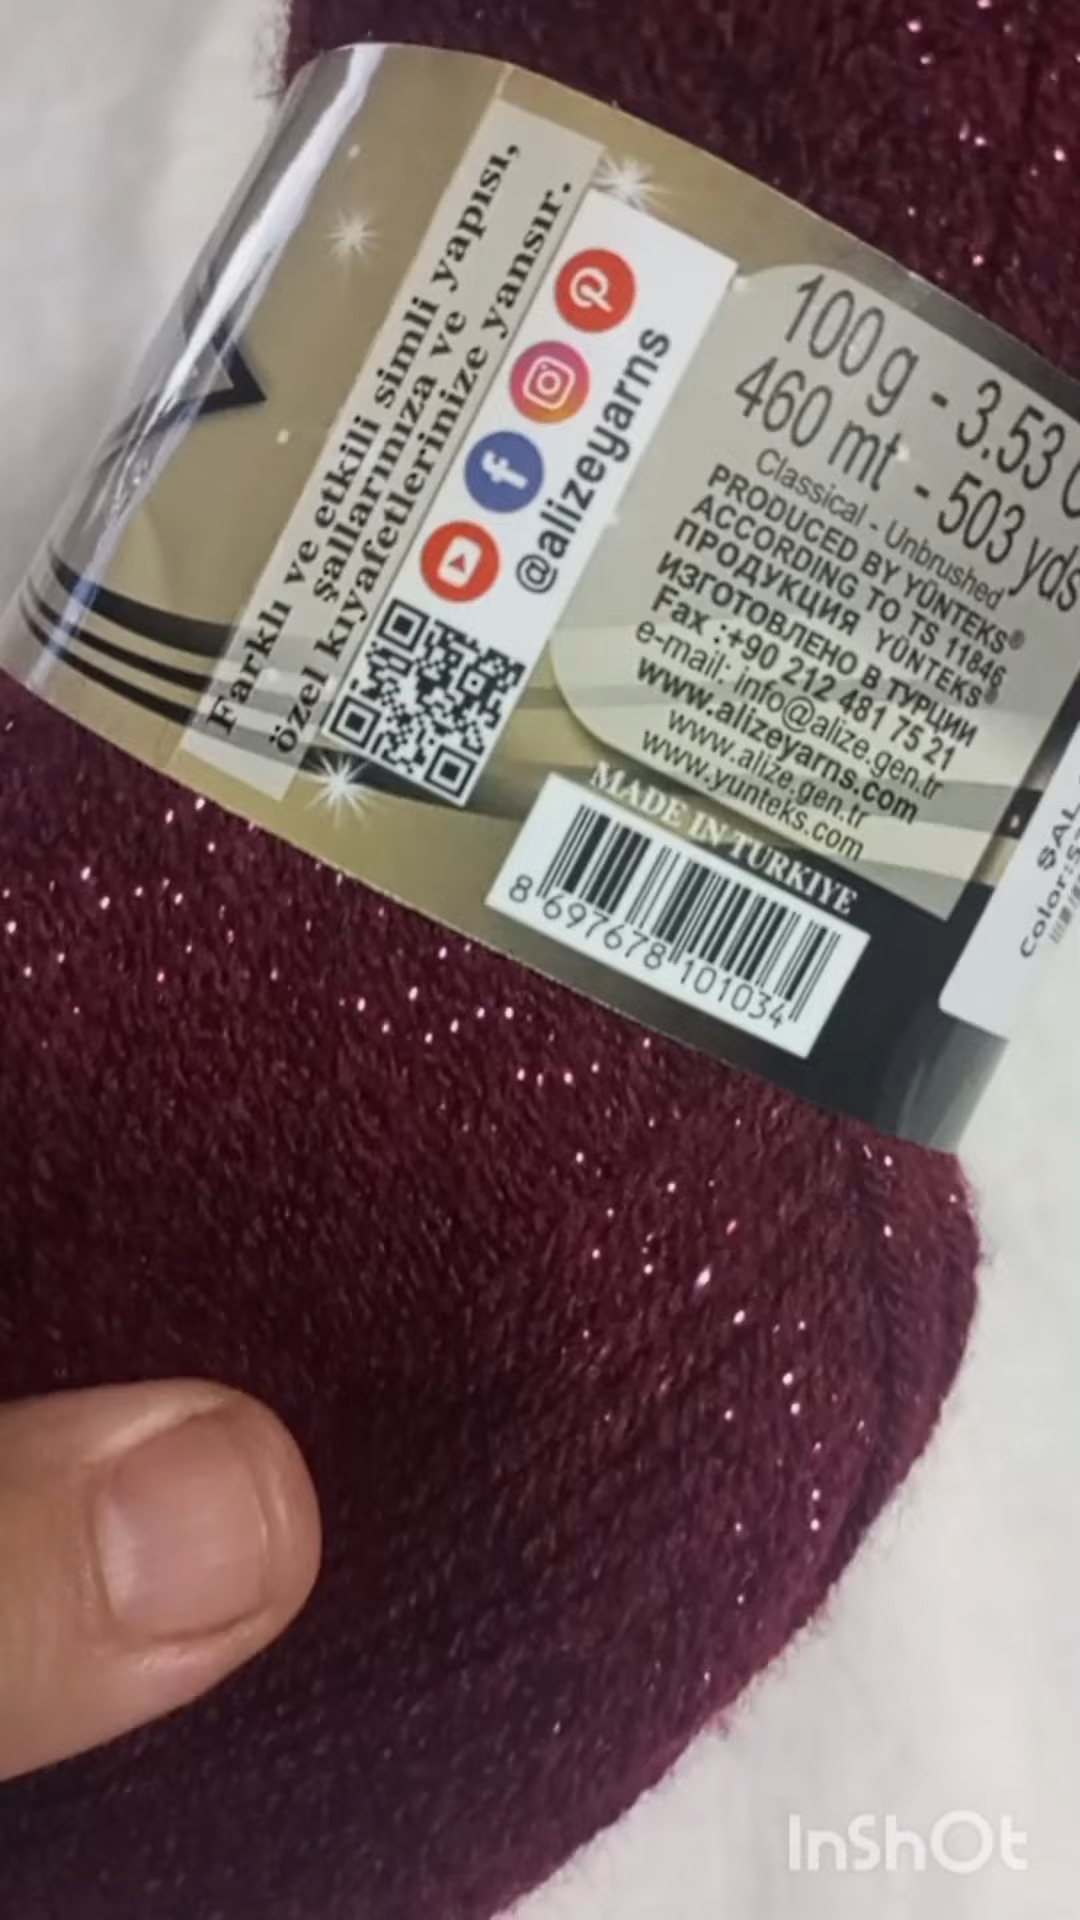 Farklı ve etkili simli yapısı,
şallarınıza ve
özel kıyafetlerinize yansır.
@alizeyarns
100 g - 3.53
460 mt - 503 yds
Classical - Unbrushed
PRODUCED BY YÜNTEKS®
ACCORDING TO TS 11846
ПРОДУКЦИЯ YÜNTEKS®
ИЗГОТОВЛЕНО В ТУРЦИИ
Fax :+90 212 481 75 21
e-mail: info@alize.gen.tr
www.alizeyarns.com
www.alize.gen.tr
www.yunteks.com
MADE IN TURKIYE
8 697678 101034
ŞAL
Color:
InShOt